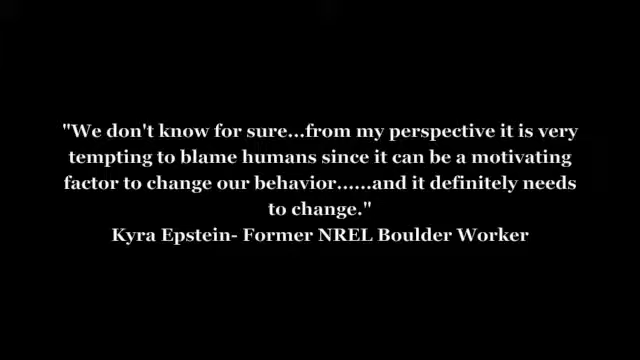 "We don't know for sure...from my perspective it is very
tempting to blame humans since it can be a motivating
factor to change our behavior......and it definitely needs
to change."
Kyra Epstein- Former NREL Boulder Worker